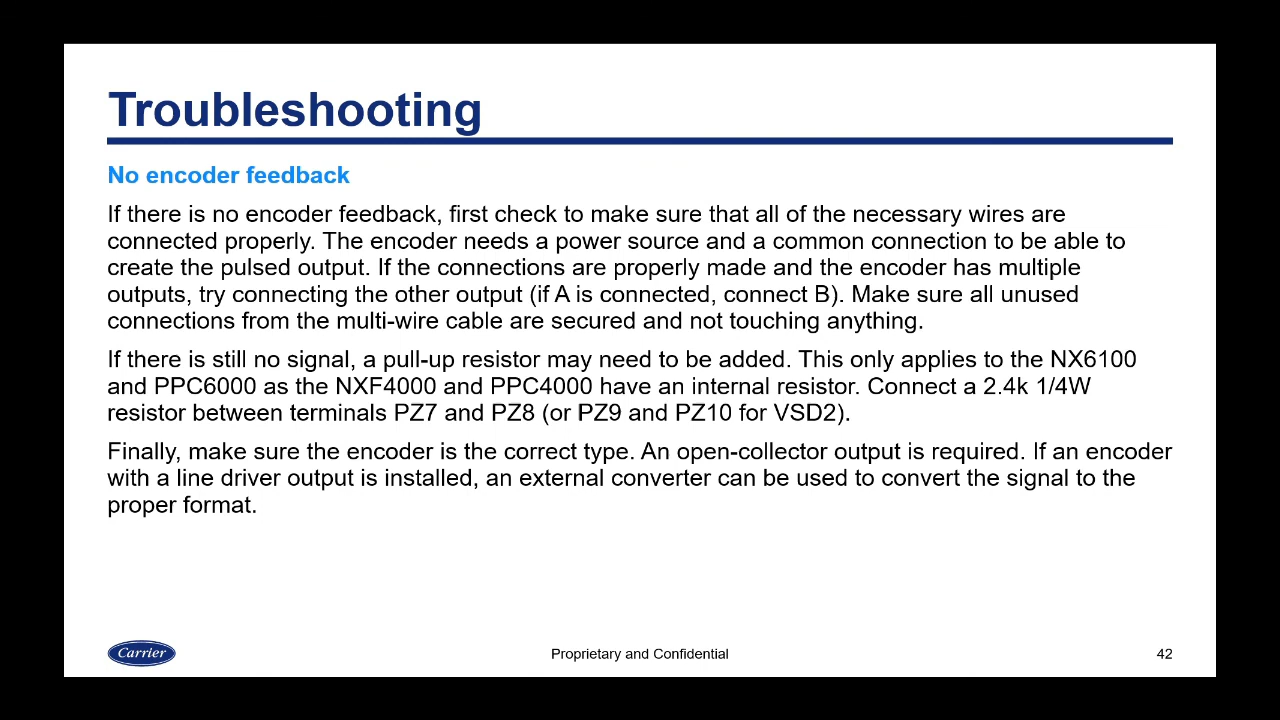 Troubleshooting
No encoder feedback
If there is no encoder feedback, first check to make sure that all of the necessary wires are
connected properly. The encoder needs a power source and a common connection to be able to
create the pulsed output. If the connections are properly made and the encoder has multiple
outputs, try connecting the other output (if A is connected, connect B). Make sure all unused
connections from the multi-wire cable are secured and not touching anything.
If there is still no signal, a pull-up resistor may need to be added. This only applies to the NX6100
and PPC6000 as the NXF4000 and PPC4000 have an internal resistor. Connect a 2.4k 1/4W
resistor between terminals PZ7 and PZ8 (or PZ9 and PZ10 for VSD2).
Finally, make sure the encoder is the correct type. An open-collector output is required. If an encoder
with a line driver output is installed, an external converter can be used to convert the signal to the
proper format.
Carrier
Proprietary and Confidential
42